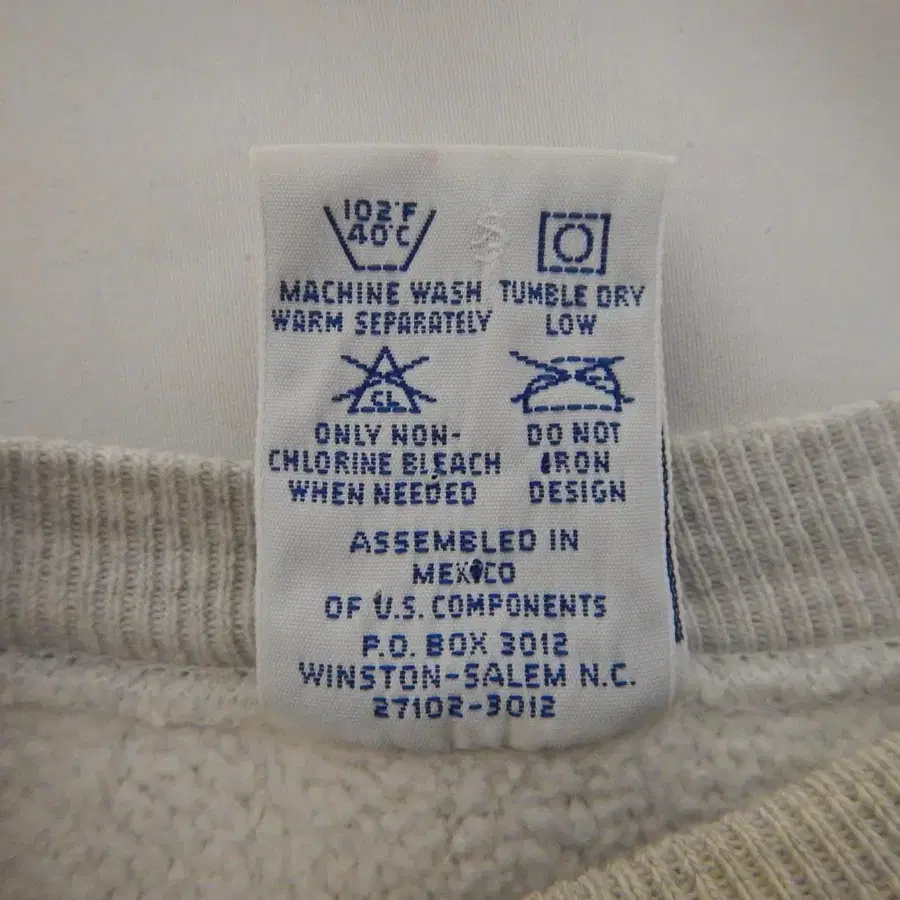 102°F
40°C
MACHINE WASH
WARM SEPARATELY
TUMBLE DRY
LOW
CL
ONLY NON-
CHLORINE BLEACH
WHEN NEEDED
DO NOT
IRON
DESIGN
ASSEMBLED IN
MEXICO
OF U.S. COMPONENTS
P.O. BOX 3012
WINSTON-SALEM N.C.
27102-3012